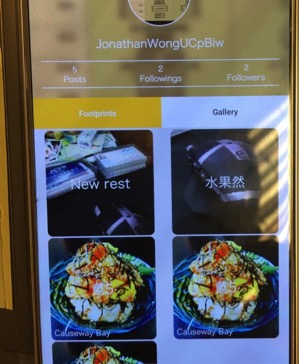 JonathanWongUCpBiw
5
2
2
Posts
Followings
Followers
Footprints
Gallery
New rest
水果然
Causeway Bay
Causeway Bay